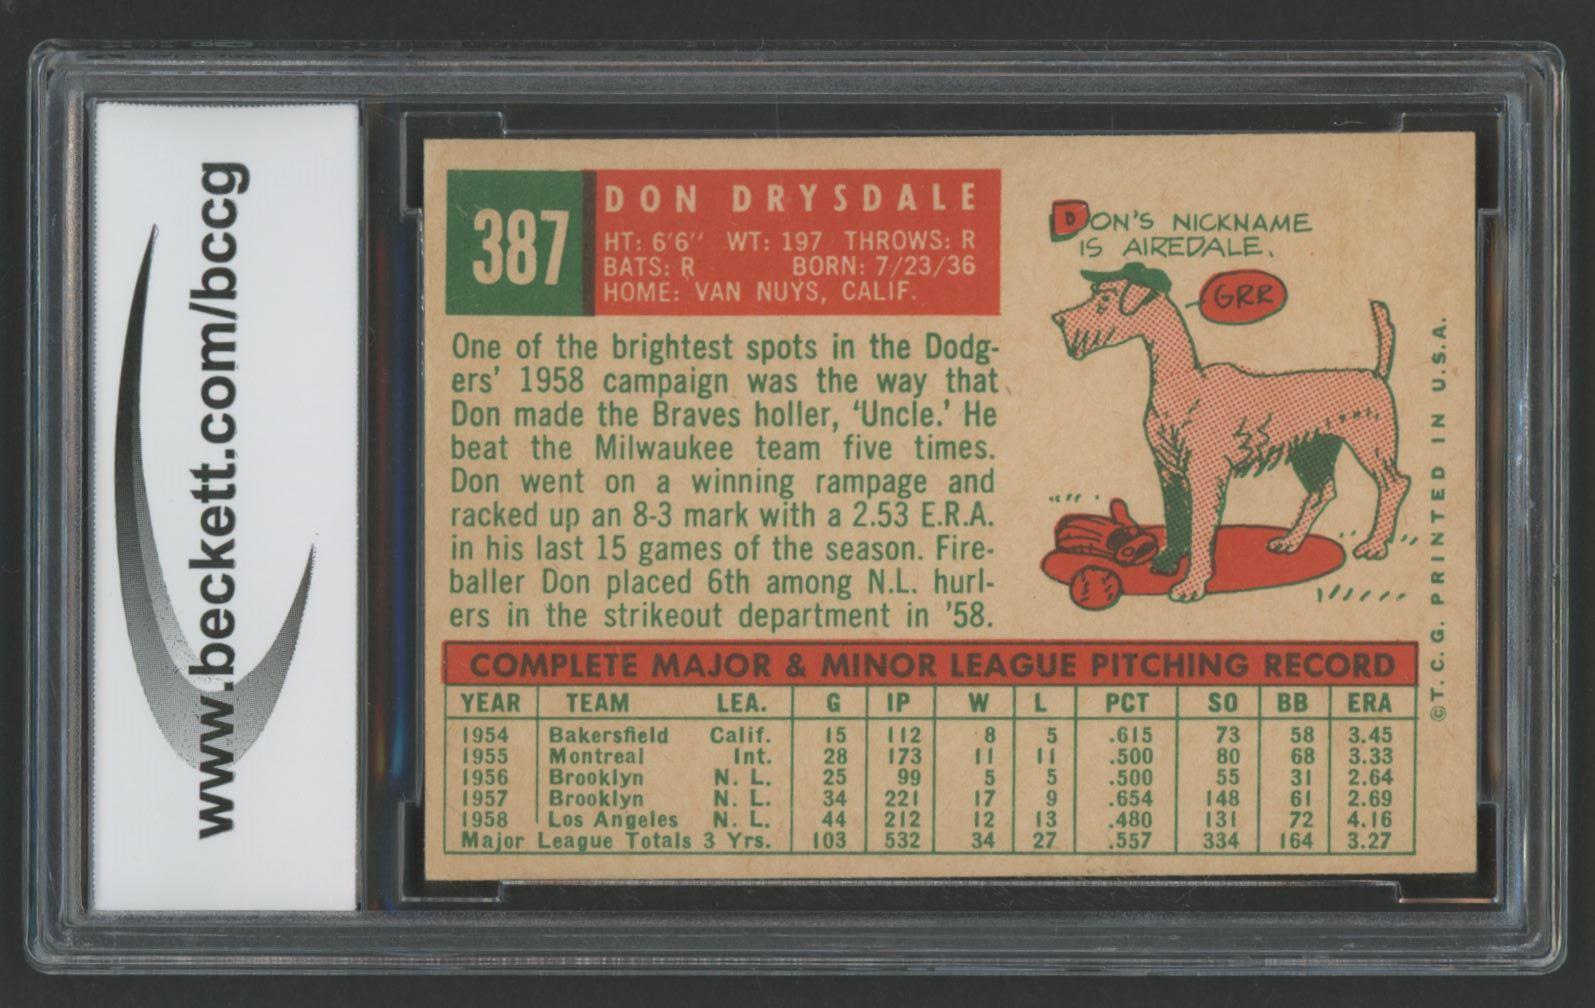 www.beckett.com/bccg
387
DON DRYSDALE
HT: 6'6" WT: 197 THROWS: R
BATS: R BORN: 7/23/36
HOME: VAN NUYS, CALIF.
DON'S NICKNAME
IS AIREDALE.
GRR
One of the brightest spots in the Dodg-
ers' 1958 campaign was the way that
Don made the Braves holler, 'Uncle.' He
beat the Milwaukee team five times.
Don went on a winning rampage and
racked up an 8-3 mark with a 2.53 E.R.A.
in his last 15 games of the season. Fire-
baller Don placed 6th among N.L. hurl-
ers in the strikeout department in '58.
COMPLETE MAJOR & MINOR LEAGUE PITCHING RECORD
YEAR TEAM LEA. G IP W L PCT SO BB ERA
1954 Bakersfield Calif. 15 112 8 5 .615 73 58 3.45
1955 Montreal Int. 28 173 11 11 .500 80 68 3.33
1956 Brooklyn N. L. 25 99 5 5 .500 55 31 2.64
1957 Brooklyn N. L. 34 221 17 9 .654 148 61 2.69
1958 Los Angeles N. L. 44 212 12 13 .480 131 72 4.16
Major League Totals 3 Yrs. 103 532 34 27 .557 334 164 3.27
© T. C. G. PRINTED IN U.S.A.